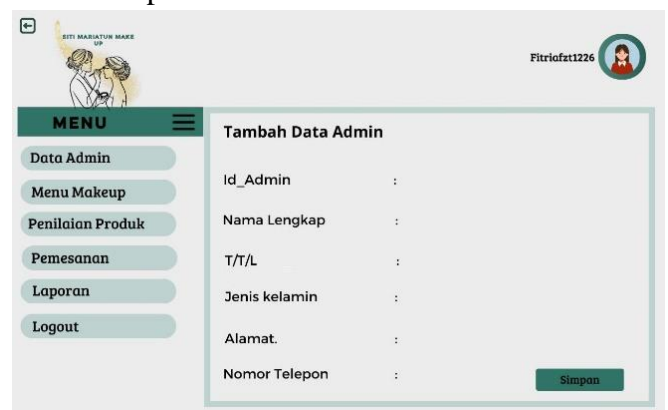 SITI MARIATUN MAKE
UP
Fitriafzt1226
MENU
Data Admin
Menu Makeup
Penilaian Produk
Pemesanan
Laporan
Logout
Tambah Data Admin
Id_Admin :
Nama Lengkap :
T/T/L :
Jenis kelamin :
Alamat. :
Nomor Telepon :
Simpan